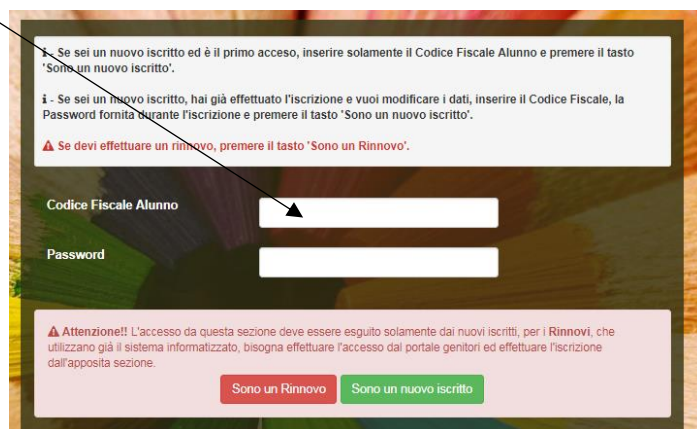 i - Se sei un nuovo iscritto ed è il primo accesso, inserire solamente il Codice Fiscale Alunno e premere il tasto
'Sono un nuovo iscritto'.
i - Se sei un nuovo iscritto, hai già effettuato l'iscrizione e vuoi modificare i dati, inserire il Codice Fiscale, la
Password fornita durante l'iscrizione e premere il tasto 'Sono un nuovo iscritto'.
Se devi effettuare un rinnovo, premere il tasto 'Sono un Rinnovo'.
Codice Fiscale Alunno
Password
Attenzione!! L'accesso da questa sezione deve essere esguito solamente dai nuovi iscritti, per i Rinnovi, che
utilizzano già il sistema informatizzato, bisogna effettuare l'accesso dal portale genitori ed effettuare l'iscrizione
dall'apposita sezione.
Sono un Rinnovo Sono un nuovo iscritto